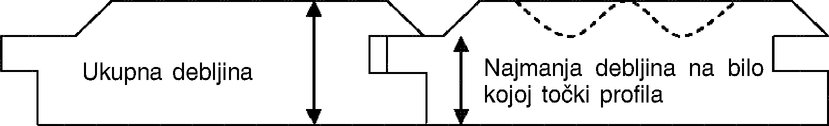 Ukupna debljina
Najmanja debljina na bilo
kojoj točki profila